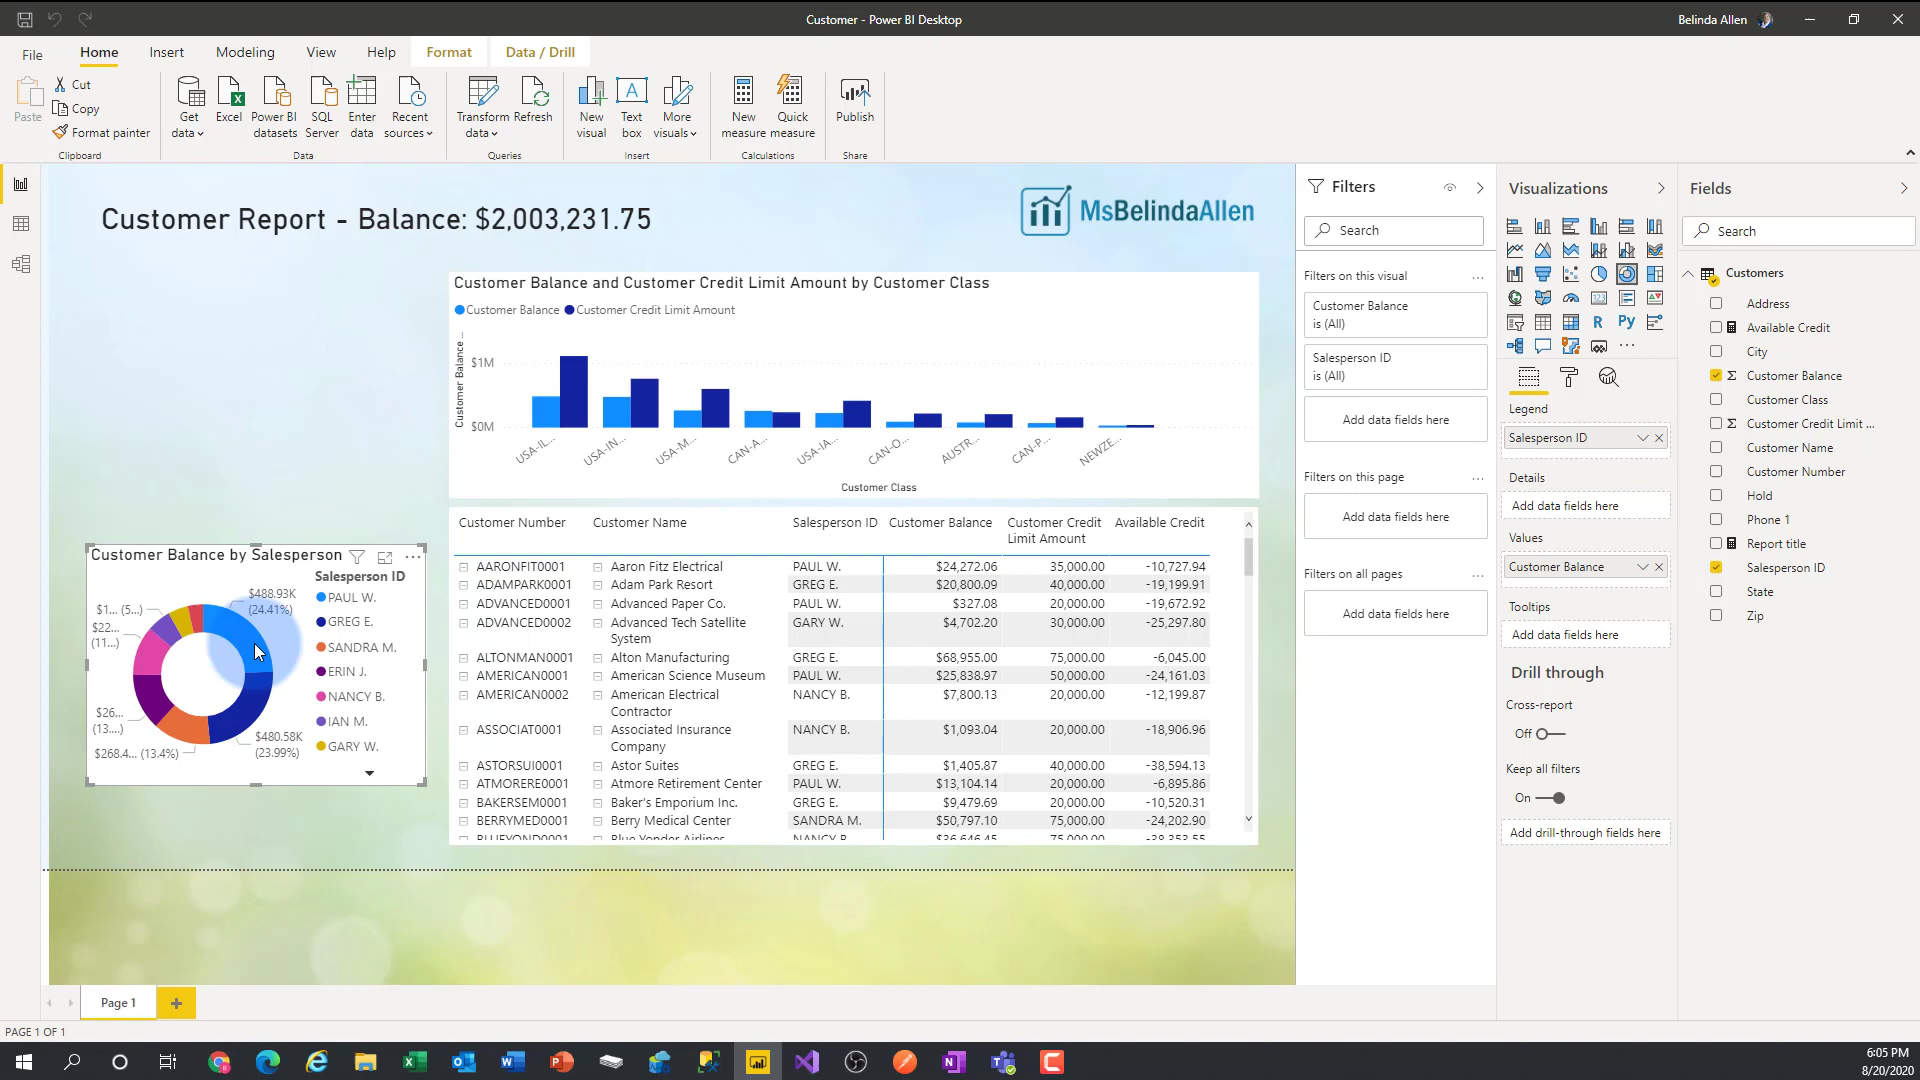 Customer - Power BI Desktop
Belinda Allen
File Home Insert Modeling View Help Format Data / Drill
Paste
Cut
Copy
Format painter
Clipboard
Get data
Excel
Power BI datasets
SQL Server
Enter data
Recent sources
Data
Transform data
Refresh
Queries
New visual
Text box
More visuals
Insert
New measure
Quick measure
Calculations
Publish
Share
Customer Report - Balance: $2,003,231.75
MsBelindaAllen
Customer Balance and Customer Credit Limit Amount by Customer Class
Customer Balance Customer Credit Limit Amount
Customer Balance ...
$1M
$0M
USA-IL... USA-IN... USA-M... CAN-A... USA-IA... CAN-O... AUSTR... CAN-P... NEWZE...
Customer Class
Customer Balance by Salesperson
Salesperson ID
PAUL W.
GREG E.
SANDRA M.
ERIN J.
NANCY B.
IAN M.
GARY W.
$488.93K
(24.41%)
$480.58K
(23.99%)
$268.4... (13.4%)
$26...
(13....)
$22...
(11...)
$1... (5...)
Customer Number Customer Name Salesperson ID Customer Balance Customer Credit Limit Amount Available Credit
AARONFIT0001 Aaron Fitz Electrical PAUL W. $24,272.06 35,000.00 -10,727.94
ADAMPARK0001 Adam Park Resort GREG E. $20,800.09 40,000.00 -19,199.91
ADVANCED0001 Advanced Paper Co. PAUL W. $327.08 20,000.00 -19,672.92
ADVANCED0002 Advanced Tech Satellite System GARY W. $4,702.20 30,000.00 -25,297.80
ALTONMAN0001 Alton Manufacturing GREG E. $68,955.00 75,000.00 -6,045.00
AMERICAN0001 American Science Museum PAUL W. $25,838.97 50,000.00 -24,161.03
AMERICAN0002 American Electrical Contractor NANCY B. $7,800.13 20,000.00 -12,199.87
ASSOCIAT0001 Associated Insurance Company NANCY B. $1,093.04 20,000.00 -18,906.96
ASTORSUI0001 Astor Suites GREG E. $1,405.87 40,000.00 -38,594.13
ATMORERE0001 Atmore Retirement Center PAUL W. $13,104.14 20,000.00 -6,895.86
BAKERSEM0001 Baker's Emporium Inc. GREG E. $9,479.69 20,000.00 -10,520.31
BERRYMED0001 Berry Medical Center SANDRA M. $50,797.10 75,000.00 -24,202.90
BLUEYOND0001 Blue Yonder Airlines NANCY B. $36,646.45 75,000.00 -38,353.55
Filters
Search
Filters on this visual ...
Customer Balance
is (All)
Salesperson ID
is (All)
Add data fields here
Filters on this page ...
Add data fields here
Filters on all pages ...
Add data fields here
Visualizations
R Py
...
Legend
Salesperson ID
Details
Add data fields here
Values
Customer Balance
Tooltips
Add data fields here
Drill through
Cross-report
Off
Keep all filters
On
Add drill-through fields here
Fields
Search
Customers
Address
Available Credit
City
Customer Balance
Customer Class
Customer Credit Limit ...
Customer Name
Customer Number
Hold
Phone 1
Report title
Salesperson ID
State
Zip
Page 1
PAGE 1 OF 1
6:05 PM
8/20/2020